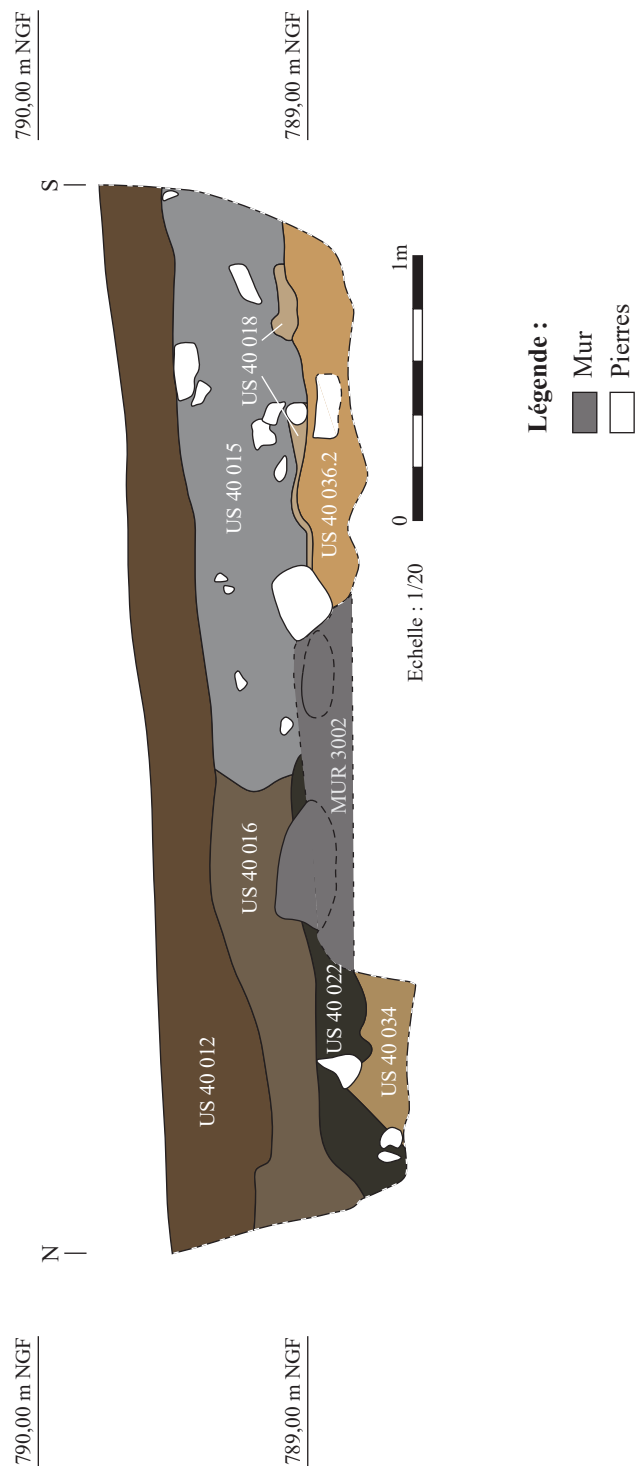 790,00 m NGF
790,00 m NGF
789,00 m NGF
789,00 m NGF
N
S
US 40 012
US 40 016
US 40 015
US 40 018
US 40 022
US 40 034
MUR 3002
US 40 036.2
0
1m
Echelle : 1/20
Légende :
Mur
Pierres